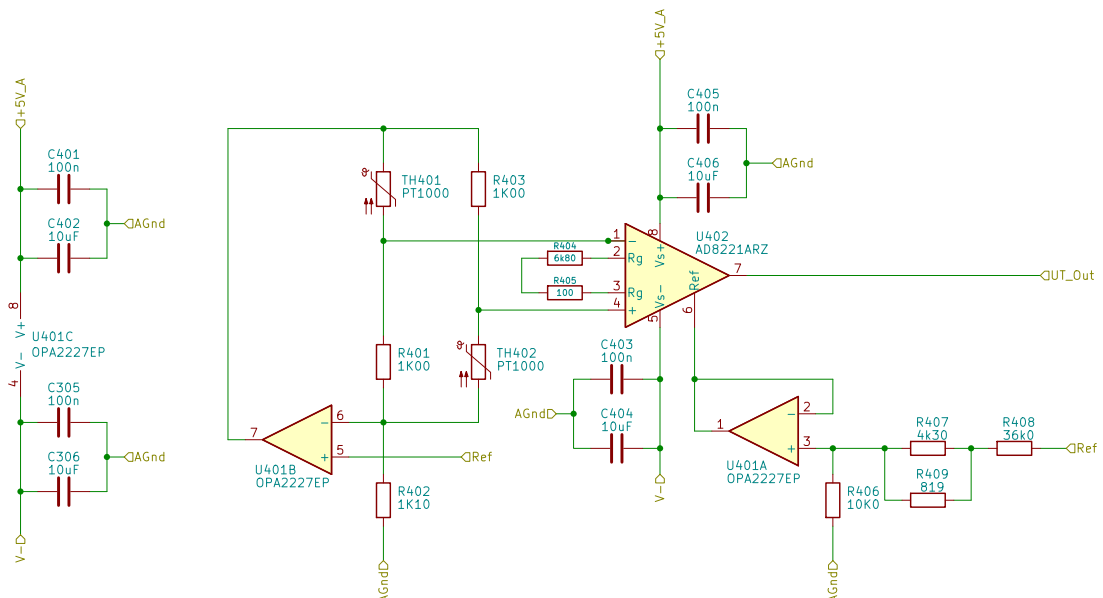 +5V_A
C401
100n
C402
10uF
AGnd
8
V+
U401C
OPA2227EP
V-
4
C305
100n
C306
10uF
AGnd
V-
TH401
PT1000
R403
1K00
R401
1K00
TH402
PT1000
7
6
-
5
+
Ref
U401B
OPA2227EP
R402
1K10
AGnd
+5V_A
C405
100n
C406
10uF
AGnd
U402
AD8221ARZ
1
-
2
Rg
3
Rg
4
+
8
Vs+
Vs-
5
Ref
6
7
UT_Out
R404
6k80
R405
100
C403
100n
C404
10uF
AGnd
V-
1
2
-
3
+
U401A
OPA2227EP
R407
4k30
R408
36k0
Ref
R409
819
R406
10K0
AGnd